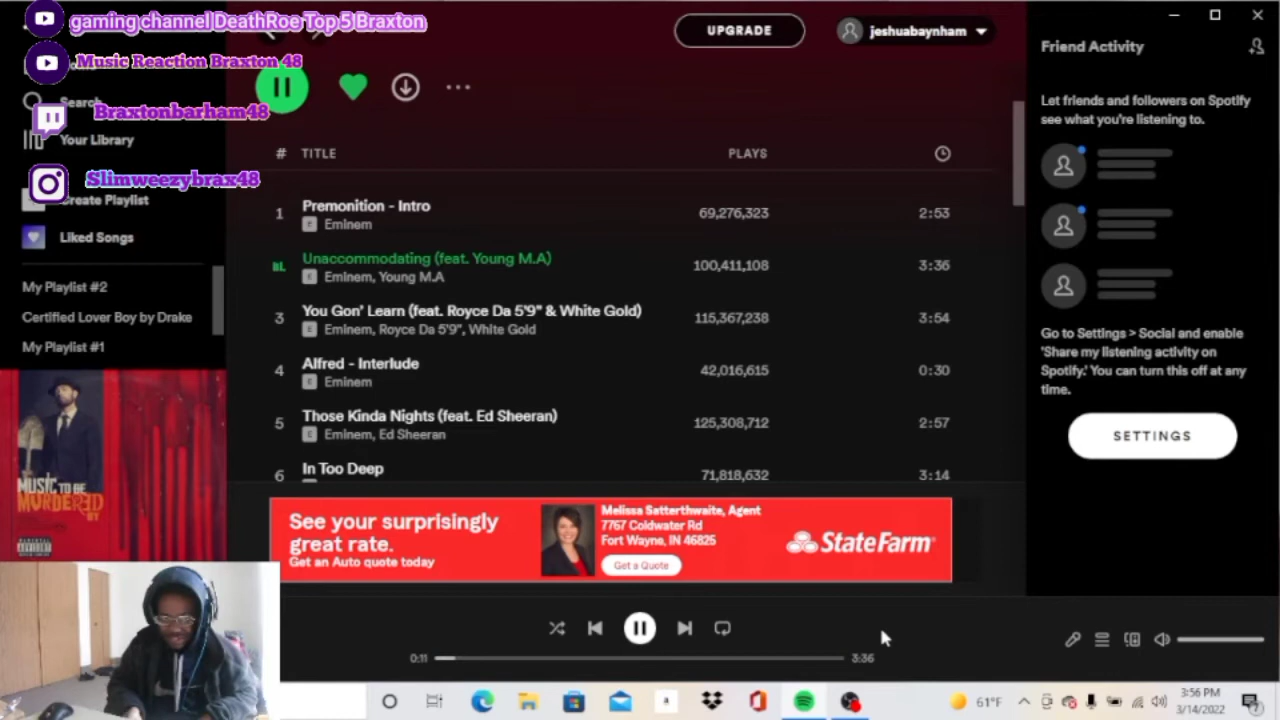 gaming channel DeathRoe Top 5 Braxton
Music Reaction Braxton 48
Search
Braxtonbarham48
Your Library
Slimweezybrax48
Create Playlist
Liked Songs
My Playlist #2
Certified Lover Boy by Drake
My Playlist #1
MUSIC TO BE
MURDERED
BY
UPGRADE
jeshuabaynham
# TITLE PLAYS
1 Premonition - Intro 69,276,323 2:53
E Eminem
Unaccommodating (feat. Young M.A) 100,411,108 3:36
E Eminem, Young M.A
3 You Gon' Learn (feat. Royce Da 5'9" & White Gold) 115,367,238 3:54
E Eminem, Royce Da 5'9", White Gold
4 Alfred - Interlude 42,016,615 0:30
E Eminem
5 Those Kinda Nights (feat. Ed Sheeran) 125,308,712 2:57
E Eminem, Ed Sheeran
6 In Too Deep 71,818,632 3:14
See your surprisingly
great rate.
Get an Auto quote today
Melissa Satterthwaite, Agent
7767 Coldwater Rd
Fort Wayne, IN 46825
Get a Quote
StateFarm
0:11 3:36
Friend Activity
Let friends and followers on Spotify
see what you're listening to.
Go to Settings > Social and enable
'Share my listening activity on
Spotify.' You can turn this off at any
time.
SETTINGS
61°F
3:56 PM
3/14/2022